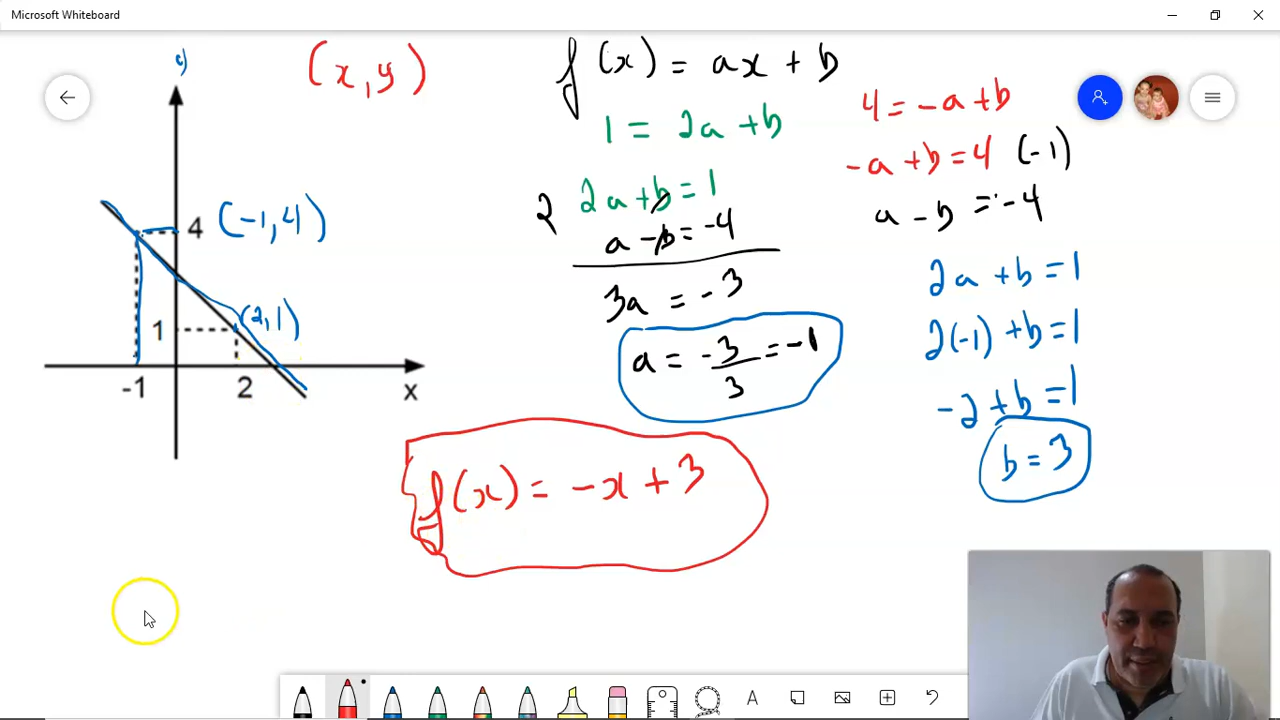 Microsoft Whiteboard
c)
(x,y)
4
(-1,4)
1
(2,1)
-1
2
x
f(x) = ax + b
1 = 2a + b
2
2a + b = 1
a - b = -4
3a = -3
a = -3/3 = -1
4 = -a + b
-a + b = 4 (-1)
a - b = -4
2a + b = 1
2(-1) + b = 1
-2 + b = 1
b = 3
f(x) = -x + 3
A